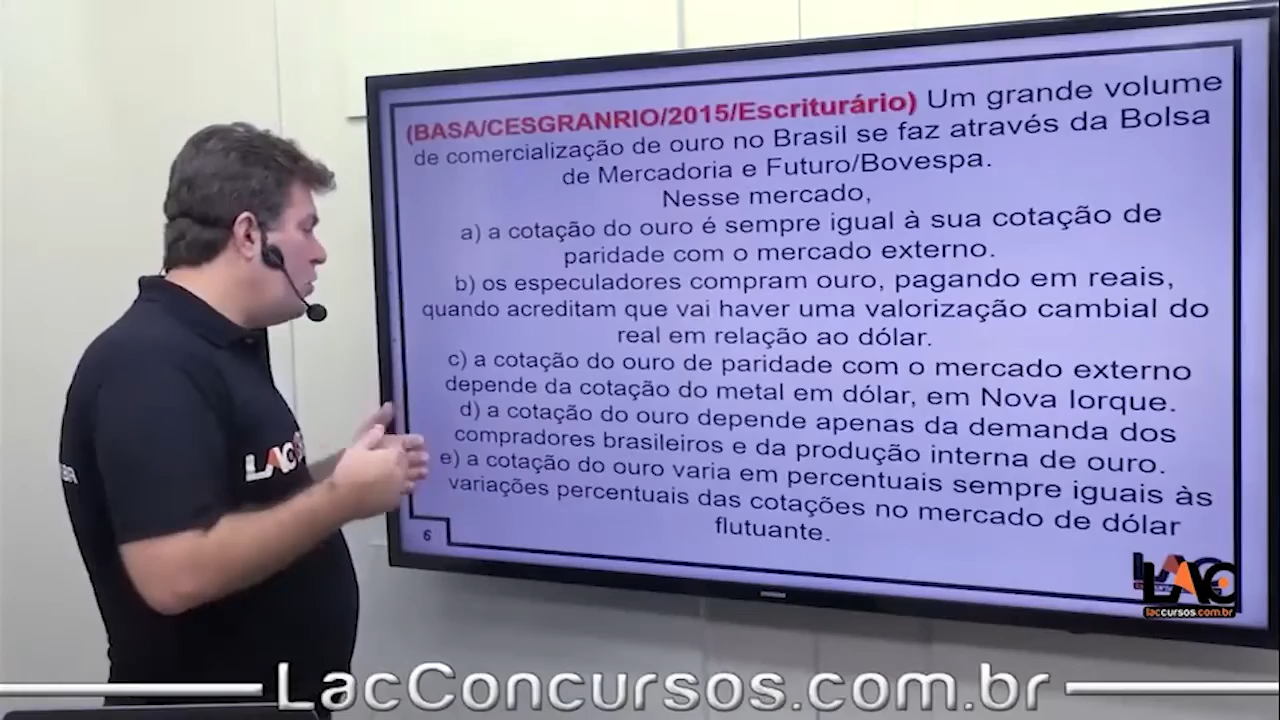 (BASA/CESGRANRIO/2015/Escriturário) Um grande volume
de comercialização de ouro no Brasil se faz através da Bolsa
de Mercadoria e Futuro/Bovespa.
Nesse mercado,
a) a cotação do ouro é sempre igual à sua cotação de
paridade com o mercado externo.
b) os especuladores compram ouro, pagando em reais,
quando acreditam que vai haver uma valorização cambial do
real em relação ao dólar.
c) a cotação do ouro de paridade com o mercado externo
depende da cotação do metal em dólar, em Nova Iorque.
d) a cotação do ouro depende apenas da demanda dos
compradores brasileiros e da produção interna de ouro.
e) a cotação do ouro varia em percentuais sempre iguais às
variações percentuais das cotações no mercado de dólar
flutuante.
6
LAC
laccursos.com.br
LacConcursos.com.br